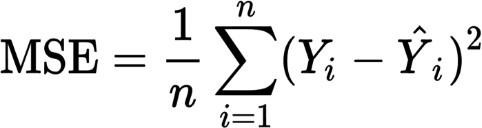 MSE = \frac{1}{n} \sum_{i=1}^{n} (Y_i - \hat{Y}_i)^2